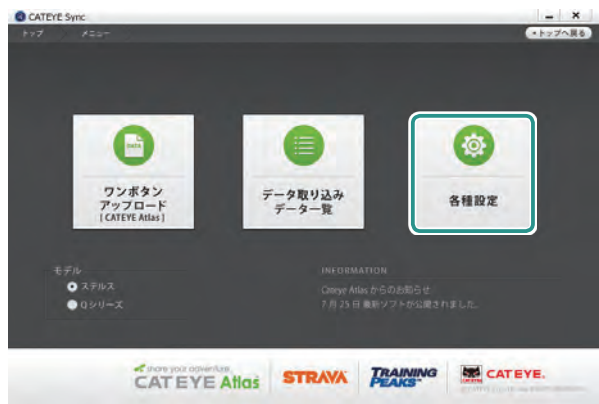 CATEYE Sync
トップ メニュー
トップへ戻る
DATA
ワンボタン
アップロード
[ CATEYE Atlas ]
データ取り込み
データ一覧
各種設定
モデル
ステルス
Qシリーズ
INFORMATION
Cateye Atlas からのお知らせ
7 月 25 日 最新ソフトが公開されました。
share your adventure
CATEYE Atlas
STRAVA
TRAINING
PEAKS
CATEYE
CATEYE.